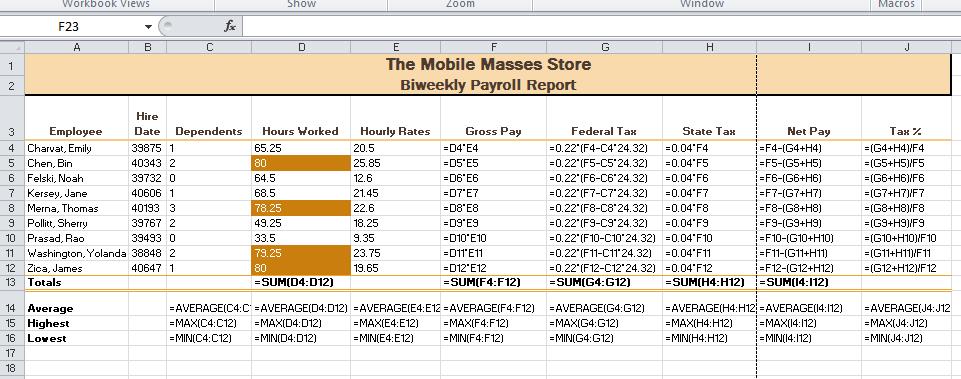 Workbook Views Show Zoom Window Macros
F23 fx
A B C D E F G H I J
1 The Mobile Masses Store
2 Biweekly Payroll Report
Hire
3 Employee Date Dependents Hours Worked Hourly Rates Gross Pay Federal Tax State Tax Net Pay Tax %
4 Charvat, Emily 39875 1 65.25 20.5 =D4*E4 =0.22*(F4-C4*24.32) =0.04*F4 =F4-(G4+H4) =(G4+H4)/F4
5 Chen, Bin 40343 2 80 25.85 =D5*E5 =0.22*(F5-C5*24.32) =0.04*F5 =F5-(G5+H5) =(G5+H5)/F5
6 Felski, Noah 39732 0 64.5 12.6 =D6*E6 =0.22*(F6-C6*24.32) =0.04*F6 =F6-(G6+H6) =(G6+H6)/F6
7 Kersey, Jane 40606 1 68.5 21.45 =D7*E7 =0.22*(F7-C7*24.32) =0.04*F7 =F7-(G7+H7) =(G7+H7)/F7
8 Merna, Thomas 40193 3 78.25 22.6 =D8*E8 =0.22*(F8-C8*24.32) =0.04*F8 =F8-(G8+H8) =(G8+H8)/F8
9 Pollitt, Sherry 39767 2 49.25 18.25 =D9*E9 =0.22*(F9-C9*24.32) =0.04*F9 =F9-(G9+H9) =(G9+H9)/F9
10 Prasad, Rao 39493 0 33.5 9.35 =D10*E10 =0.22*(F10-C10*24.32) =0.04*F10 =F10-(G10+H10) =(G10+H10)/F10
11 Washington, Yolanda 38848 2 79.25 23.75 =D11*E11 =0.22*(F11-C11*24.32) =0.04*F11 =F11-(G11+H11) =(G11+H11)/F11
12 Zica, James 40647 1 80 19.65 =D12*E12 =0.22*(F12-C12*24.32) =0.04*F12 =F12-(G12+H12) =(G12+H12)/F12
13 Totals =SUM(D4:D12) =SUM(F4:F12) =SUM(G4:G12) =SUM(H4:H12) =SUM(I4:I12)
14 Average =AVERAGE(C4:C =AVERAGE(D4:D12) =AVERAGE(E4:E12 =AVERAGE(F4:F12) =AVERAGE(G4:G12) =AVERAGE(H4:H12 =AVERAGE(I4:I12) =AVERAGE(J4:J12
15 Highest =MAX(C4:C12) =MAX(D4:D12) =MAX(E4:E12) =MAX(F4:F12) =MAX(G4:G12) =MAX(H4:H12) =MAX(I4:I12) =MAX(J4:J12)
16 Lowest =MIN(C4:C12) =MIN(D4:D12) =MIN(E4:E12) =MIN(F4:F12) =MIN(G4:G12) =MIN(H4:H12) =MIN(I4:I12) =MIN(J4:J12)
17
18